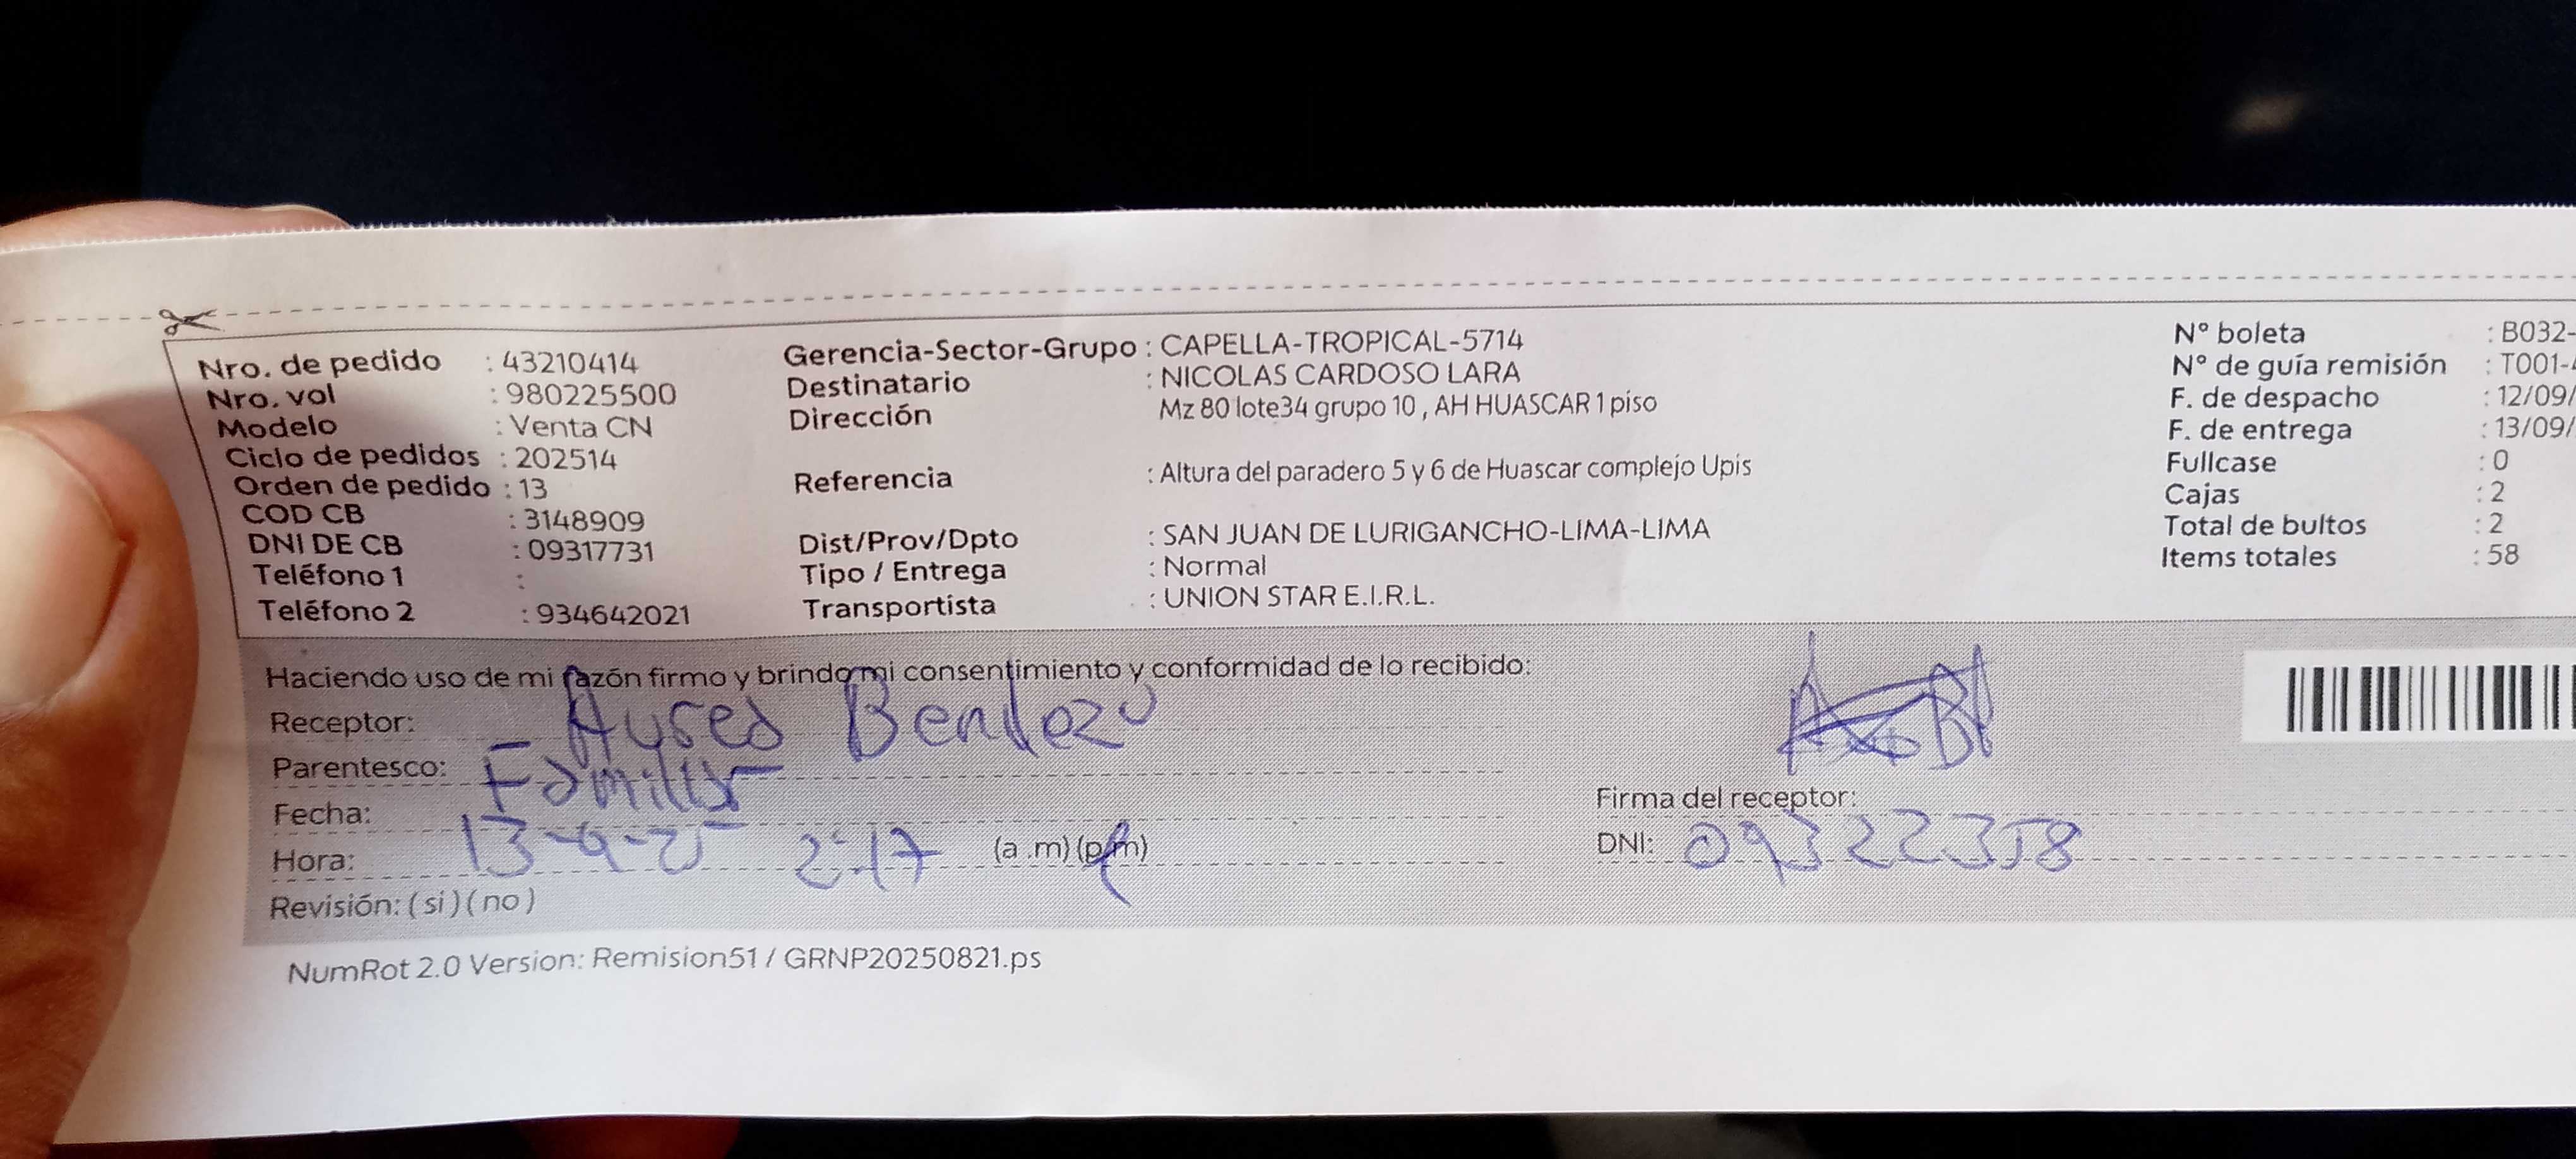 Nro. de pedido : 43210414
Nro. vol : 980225500
Modelo : Venta CN
Ciclo de pedidos : 202514
Orden de pedido : 13
COD CB : 3148909
DNI DE CB : 09317731
Teléfono 1 :
Teléfono 2 : 934642021
Gerencia-Sector-Grupo : CAPELLA-TROPICAL-5714
Destinatario : NICOLAS CARDOSO LARA
Dirección Mz 80 lote34 grupo 10 , AH HUASCAR 1 piso
Referencia : Altura del paradero 5 y 6 de Huascar complejo Upis
Dist/Prov/Dpto : SAN JUAN DE LURIGANCHO-LIMA-LIMA
Tipo / Entrega : Normal
Transportista : UNION STAR E.I.R.L.
N° boleta : B032-
N° de guía remisión : T001-
F. de despacho : 12/09/
F. de entrega : 13/09/
Fullcase : 0
Cajas : 2
Total de bultos : 2
Items totales : 58
Haciendo uso de mi razón firmo y brindo mi consentimiento y conformidad de lo recibido:
Receptor: Bendezu
Parentesco: Familiar
Fecha: 13-9-25
Hora: 2:17 (a .m) (p.m)
Revisión: ( si ) ( no )
Firma del receptor:
DNI: 09322358
NumRot 2.0 Version: Remision51 / GRNP20250821.ps